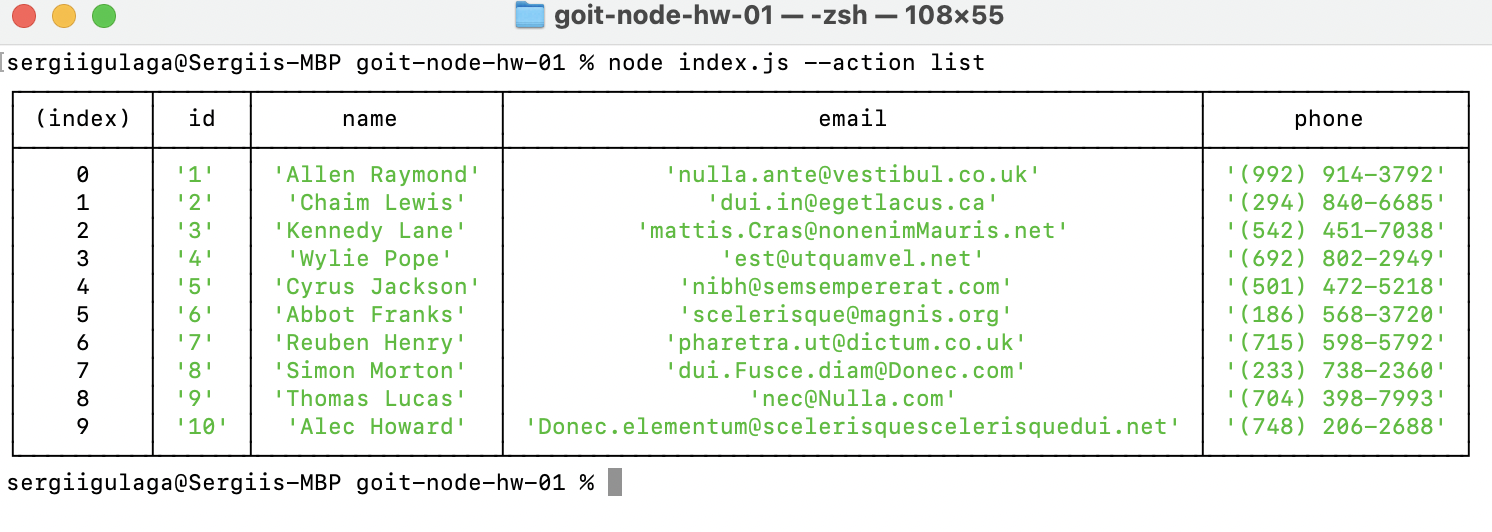 goit-node-hw-01 — -zsh — 108×55
[sergiigulaga@Sergiis-MBP goit-node-hw-01 % node index.js --action list
(index) id name email phone
0 '1' 'Allen Raymond' 'nulla.ante@vestibul.co.uk' '(992) 914-3792'
1 '2' 'Chaim Lewis' 'dui.in@egetlacus.ca' '(294) 840-6685'
2 '3' 'Kennedy Lane' 'mattis.Cras@nonenimMauris.net' '(542) 451-7038'
3 '4' 'Wylie Pope' 'est@utquamvel.net' '(692) 802-2949'
4 '5' 'Cyrus Jackson' 'nibh@semsempererat.com' '(501) 472-5218'
5 '6' 'Abbot Franks' 'scelerisque@magnis.org' '(186) 568-3720'
6 '7' 'Reuben Henry' 'pharetra.ut@dictum.co.uk' '(715) 598-5792'
7 '8' 'Simon Morton' 'dui.Fusce.diam@Donec.com' '(233) 738-2360'
8 '9' 'Thomas Lucas' 'nec@Nulla.com' '(704) 398-7993'
9 '10' 'Alec Howard' 'Donec.elementum@scelerisquescelerisquedui.net' '(748) 206-2688'
sergiigulaga@Sergiis-MBP goit-node-hw-01 %